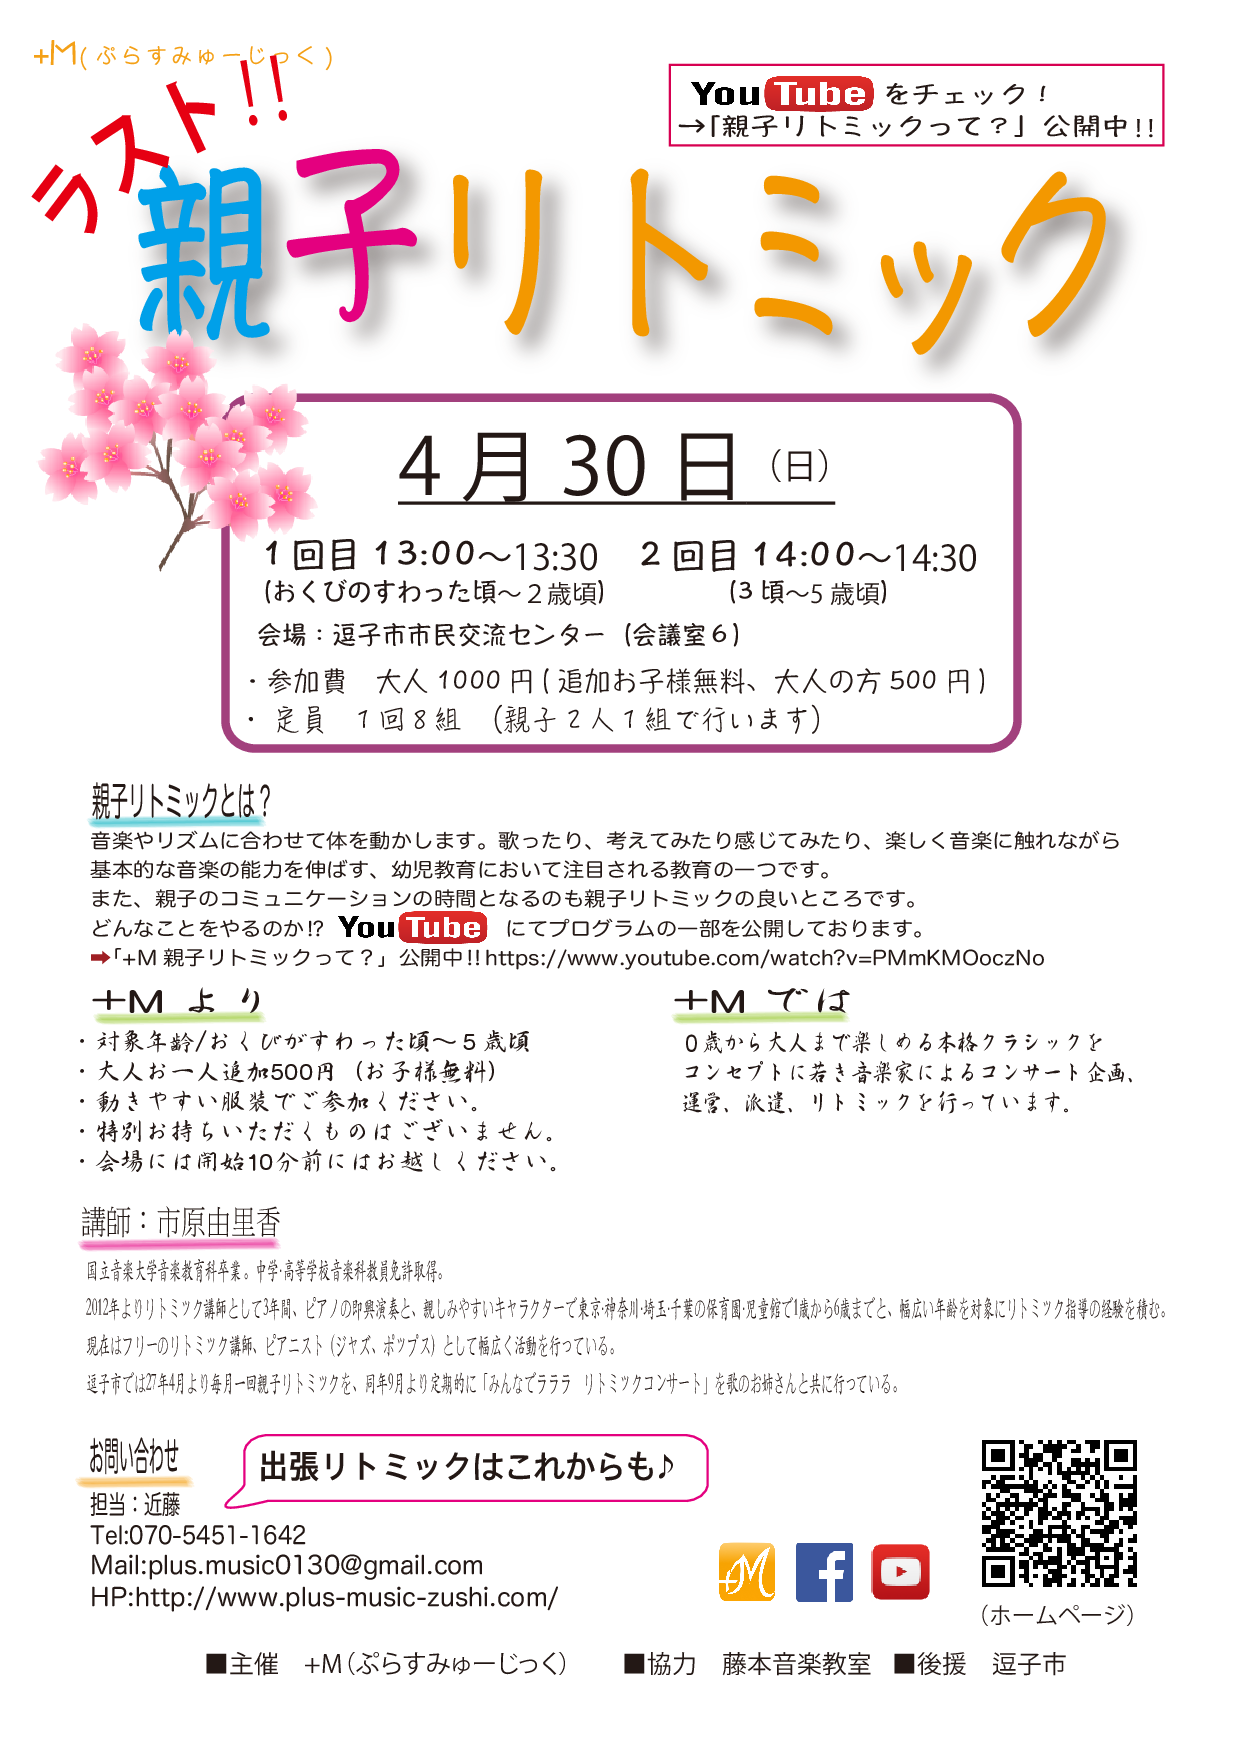 +M(ぷらすみゅーじっく)
ラスト!!
YouTubeをチェック！
→「親子リトミックって？」公開中!!
親子リトミック
4月30日（日）
1回目 13:00〜13:30　2回目 14:00〜14:30
(おくびのすわった頃〜２歳頃)　(3頃〜5歳頃)
会場：逗子市市民交流センター（会議室６）
・参加費　大人1000円(追加お子様無料、大人の方500円)
・定員　1回8組　（親子２人１組で行います）
親子リトミックとは？
音楽やリズムに合わせて体を動かします。歌ったり、考えてみたり感じてみたり、楽しく音楽に触れながら
基本的な音楽の能力を伸ばす、幼児教育において注目される教育の一つです。
また、親子のコミュニケーションの時間となるのも親子リトミックの良いところです。
どんなことをやるのか!? YouTube にてプログラムの一部を公開しております。
➡「+M 親子リトミックって？」公開中!!https://www.youtube.com/watch?v=PMmKMOoczNo
+M より
・対象年齢/おくびがすわった頃〜5歳頃
・大人お一人追加500円（お子様無料）
・動きやすい服装でご参加ください。
・特別お持ちいただくものはございません。
・会場には開始10分前にはお越しください。
+M では
0歳から大人まで楽しめる本格クラシックを
コンセプトに若き音楽家によるコンサート企画、
運営、派遣、リトミックを行っています。
講師：市原由里香
国立音楽大学音楽教育科卒業。中学・高等学校音楽科教員免許取得。
2012年よりリトミック講師として3年間、ピアノの即興演奏と、親しみやすいキャラクターで東京・神奈川・埼玉・千葉の保育園・児童館で1歳から6歳までと、幅広い年齢を対象にリトミック指導の経験を積む。
現在はフリーのリトミック講師、ピアニスト（ジャズ、ポップス）として幅広く活動を行っている。
逗子市では27年4月より毎月一回親子リトミックを、同年9月より定期的に「みんなでラララ　リトミックコンサート」を歌のお姉さんと共に行っている。
お問い合わせ
出張リトミックはこれからも♪
担当：近藤
Tel:070-5451-1642
Mail:plus.music0130@gmail.com
HP:http://www.plus-music-zushi.com/
+M
f
（ホームページ）
■主催　+M（ぷらすみゅーじっく）　■協力　藤本音楽教室　■後援　逗子市